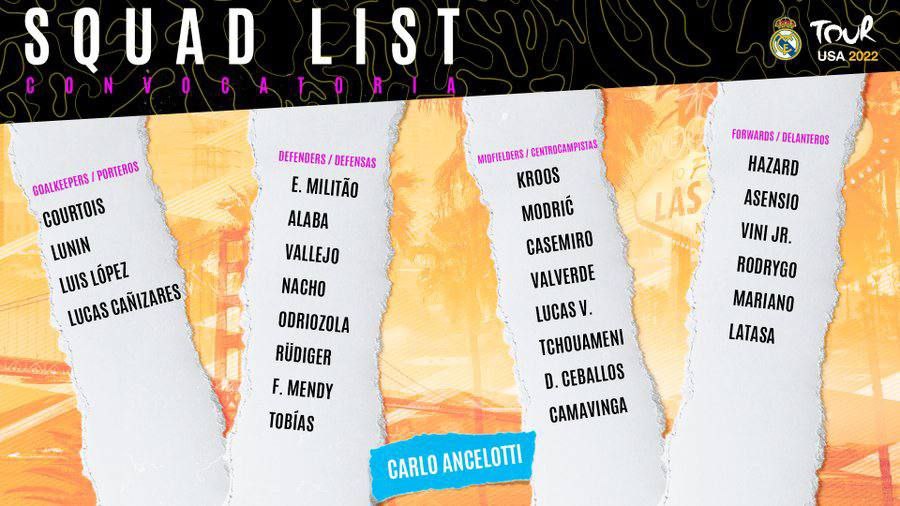 SQUAD LIST
CONVOCATORIA
TOUR
USA 2022
GOALKEEPERS / PORTEROS
COURTOIS
LUNIN
LUIS LÓPEZ
LUCAS CAÑIZARES
DEFENDERS / DEFENSAS
E. MILITÃO
ALABA
VALLEJO
NACHO
ODRIOZOLA
RÜDIGER
F. MENDY
TOBÍAS
MIDFIELDERS / CENTROCAMPISTAS
KROOS
MODRIĆ
CASEMIRO
VALVERDE
LUCAS V.
TCHOUAMENI
D. CEBALLOS
CAMAVINGA
FORWARDS / DELANTEROS
HAZARD
ASENSIO
VINI JR.
RODRYGO
MARIANO
LATASA
CARLO ANCELOTTI
LAS